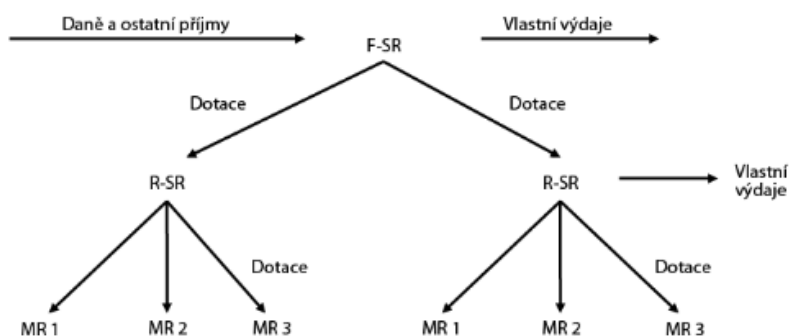 Daně a ostatní příjmy
Vlastní výdaje
F-SR
Dotace
Dotace
R-SR
R-SR
Vlastní
výdaje
Dotace
Dotace
MR 1
MR 2
MR 3
MR 1
MR 2
MR 3